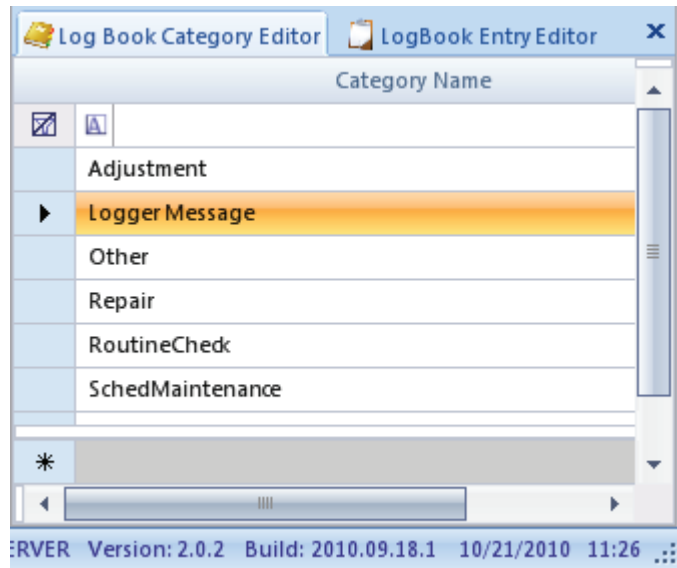 Log Book Category Editor LogBook Entry Editor
Category Name
A
Adjustment
Logger Message
Other
Repair
RoutineCheck
SchedMaintenance
ERVER Version: 2.0.2 Build: 2010.09.18.1 10/21/2010 11:26